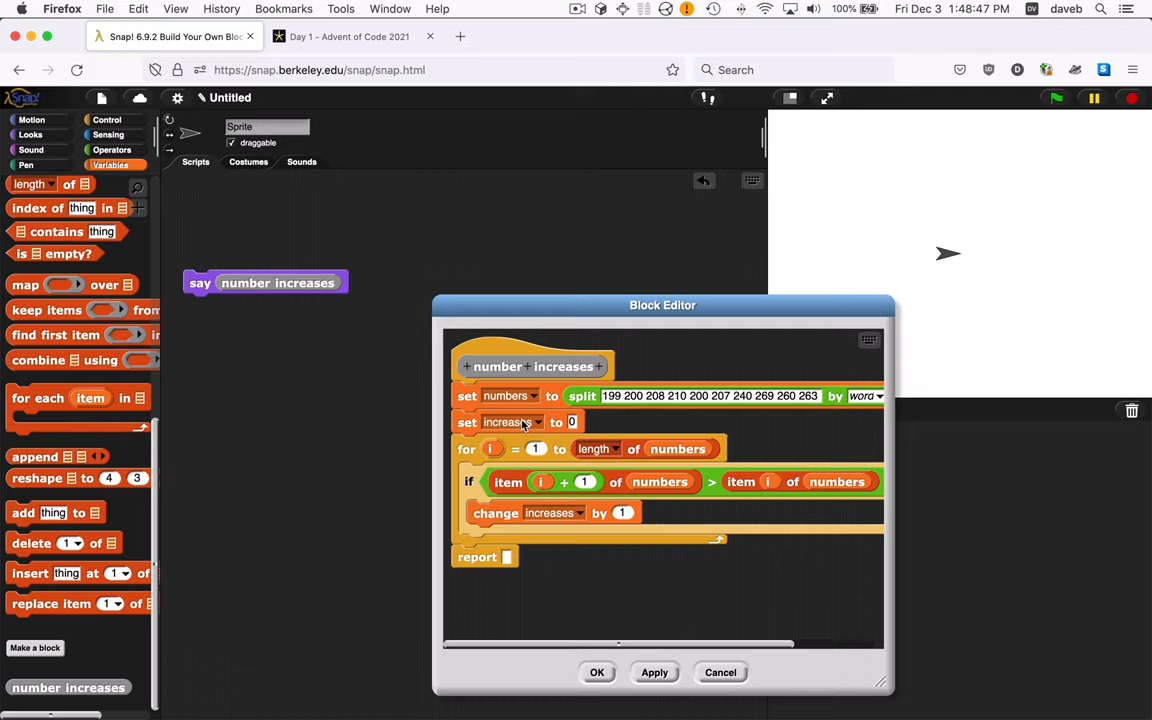 Firefox File Edit View History Bookmarks Tools Window Help 100% Fri Dec 3 1:48:47 PM daveb
Snap! 6.9.2 Build Your Own Bloc Day 1 - Advent of Code 2021
https://snap.berkeley.edu/snap/snap.html Search
Snap! Untitled
Motion Control
Looks Sensing
Sound Operators
Pen Variables
Sprite
draggable
Scripts Costumes Sounds
length of
index of thing in
contains thing
is empty?
map over
keep items from
find first item in
combine using
for each item in
append
reshape to 4 3
add thing to
delete 1 of
insert thing at 1 of
replace item 1 of
Make a block
number increases
say number increases
Block Editor
number increases
set numbers to split 199 200 208 210 200 207 240 269 260 263 by word
set increases to 0
for i = 1 to length of numbers
if item i + 1 of numbers > item i of numbers
change increases by 1
report
OK Apply Cancel